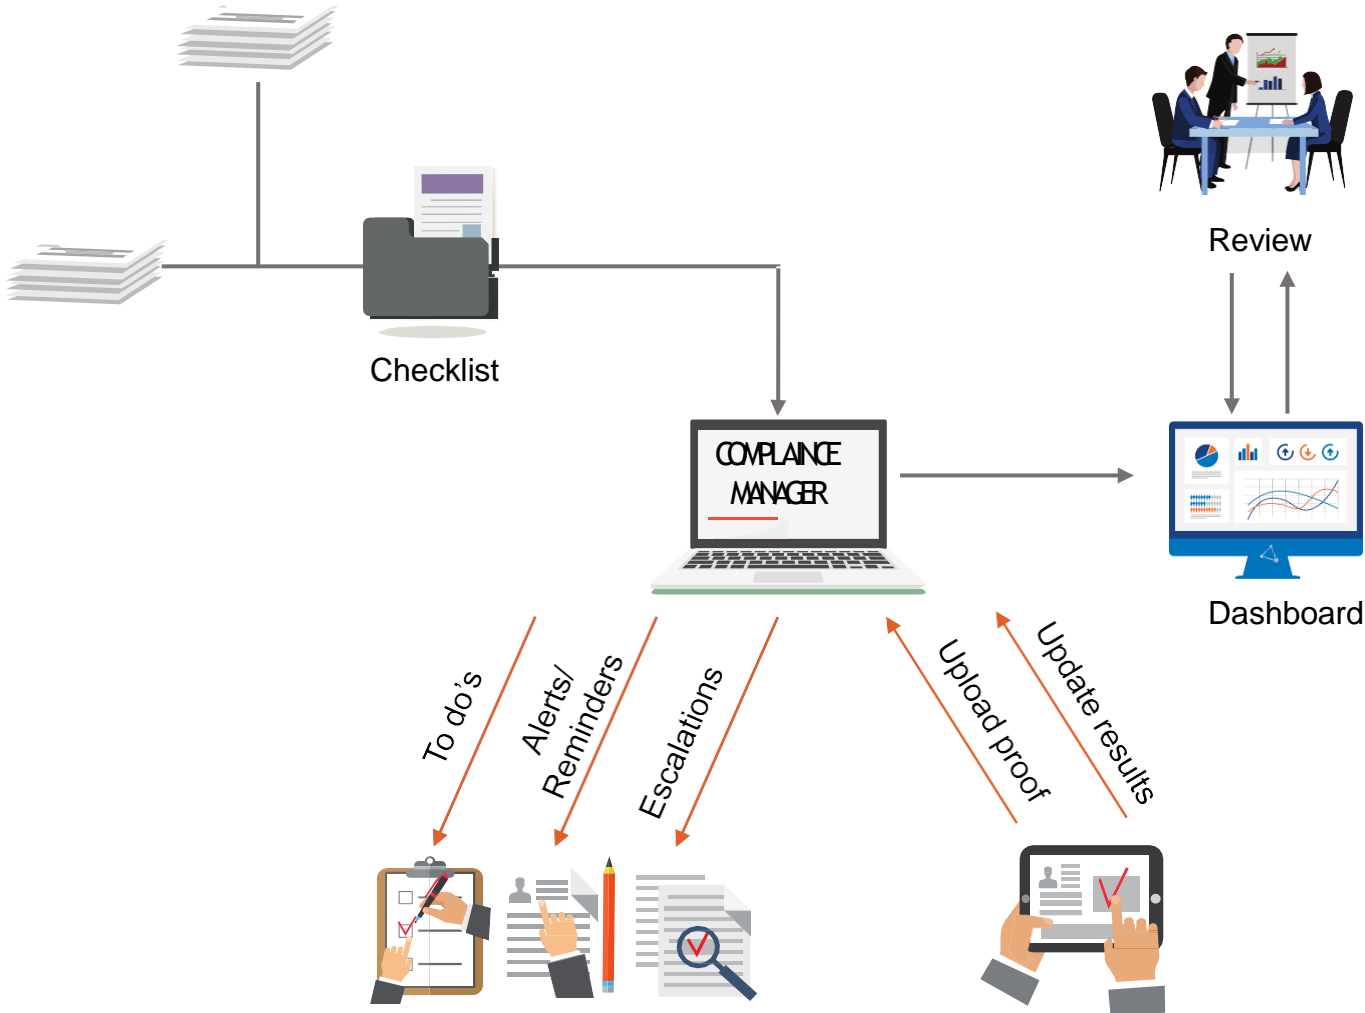 Review
Checklist
COMPLAINCE
MANAGER
Dashboard
To do's
Alerts/
Reminders
Escalations
Upload proof
Update results